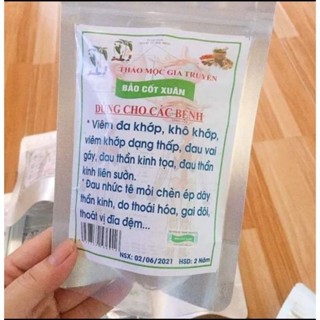 THẢO MỘC GIA TRUYỀN
BẢO CỐT XUÂN
DÙNG CHO CÁC BỆNH
* Viêm đa khớp, khô khớp,
viêm khớp dạng thấp, đau vai
gáy, đau thần kinh tọa, đau thần
kinh liên sườn.
*Đau nhức tê mỏi chèn ép dây
thần kinh, do thoái hóa, gai đôi,
thoát vị đĩa đệm...
NSX: 02/06/2021 HSD: 2 Năm